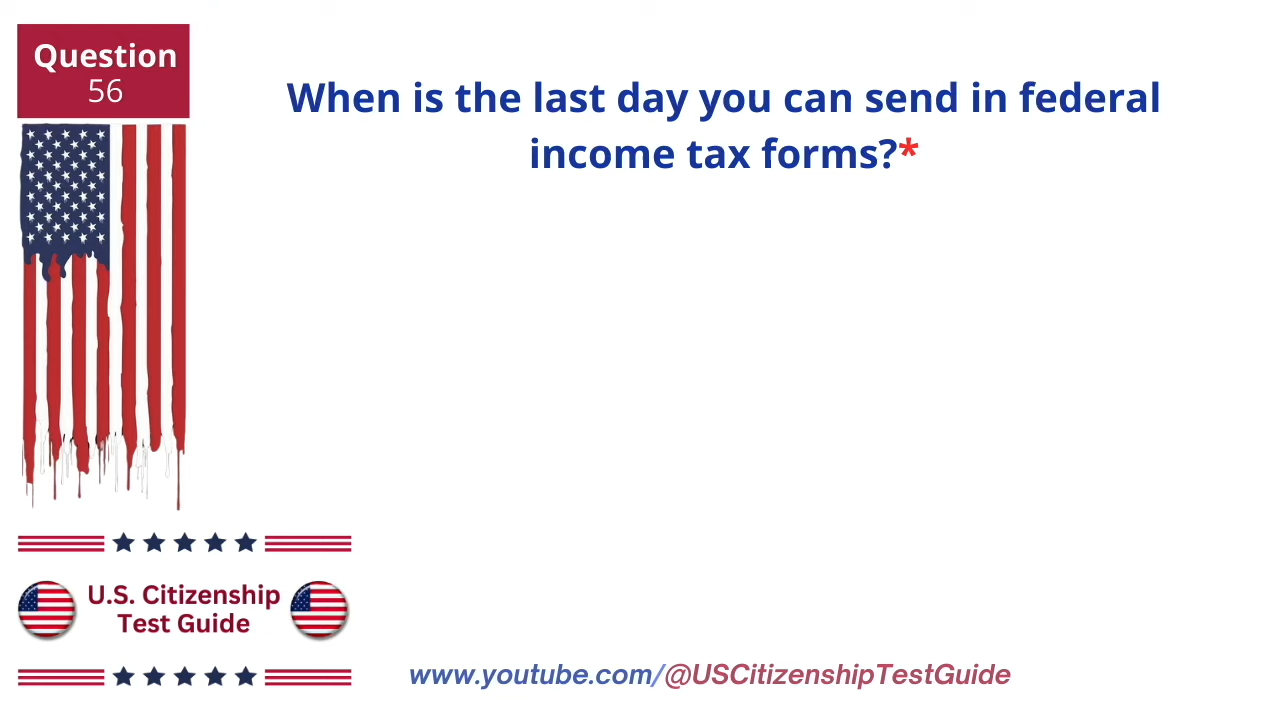 Question
56
When is the last day you can send in federal
income tax forms?*
U.S. Citizenship
Test Guide
www.youtube.com/@USCitizenshipTestGuide